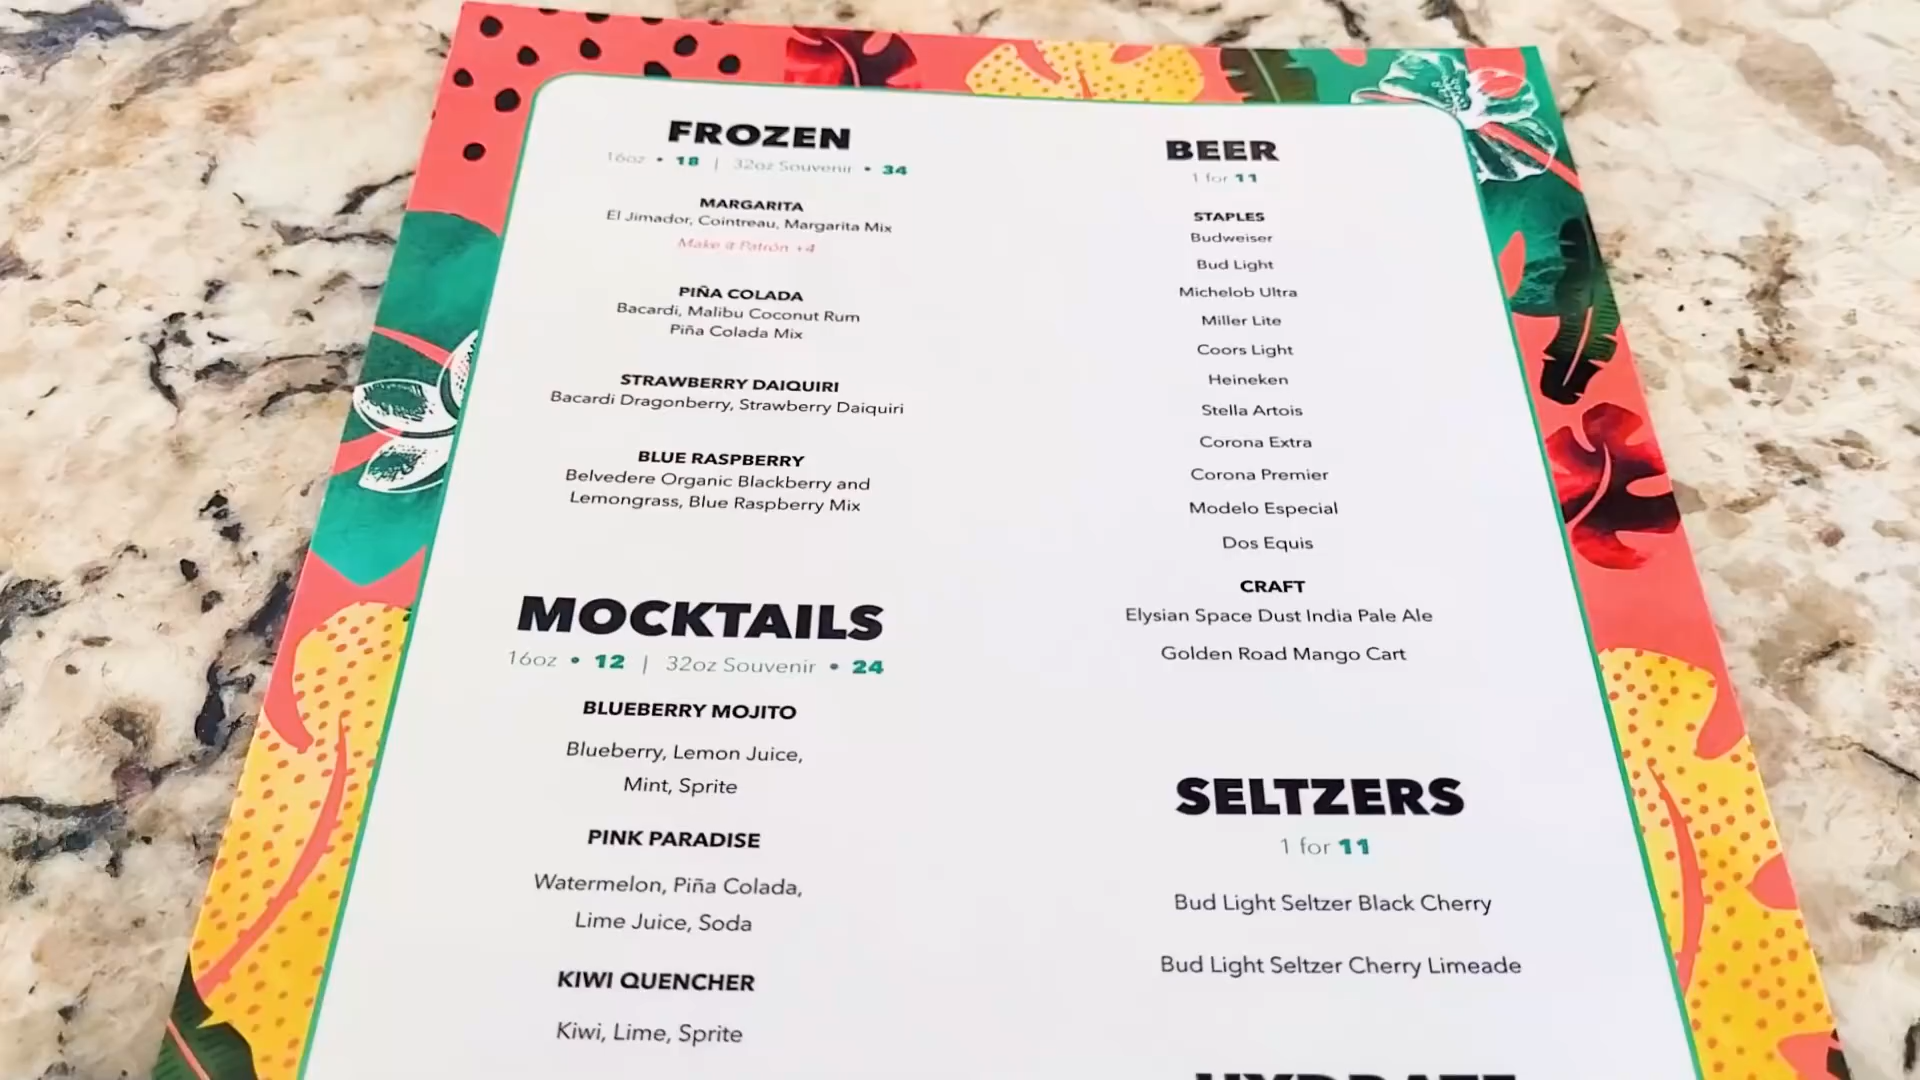 FROZEN
16oz • 18 | 32oz Souvenir • 34
MARGARITA
El Jimador, Cointreau, Margarita Mix
Make it Patrón +4
PIÑA COLADA
Bacardi, Malibu Coconut Rum
Piña Colada Mix
STRAWBERRY DAIQUIRI
Bacardi Dragonberry, Strawberry Daiquiri
BLUE RASPBERRY
Belvedere Organic Blackberry and
Lemongrass, Blue Raspberry Mix
MOCKTAILS
16oz • 12 | 32oz Souvenir • 24
BLUEBERRY MOJITO
Blueberry, Lemon Juice,
Mint, Sprite
PINK PARADISE
Watermelon, Piña Colada,
Lime Juice, Soda
KIWI QUENCHER
Kiwi, Lime, Sprite
BEER
1 for 11
STAPLES
Budweiser
Bud Light
Michelob Ultra
Miller Lite
Coors Light
Heineken
Stella Artois
Corona Extra
Corona Premier
Modelo Especial
Dos Equis
CRAFT
Elysian Space Dust India Pale Ale
Golden Road Mango Cart
SELTZERS
1 for 11
Bud Light Seltzer Black Cherry
Bud Light Seltzer Cherry Limeade